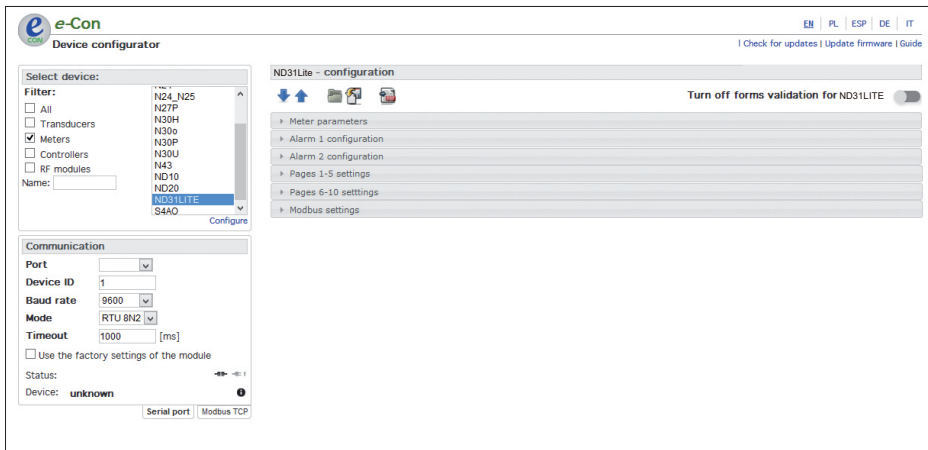 e e-Con
CON
Device configurator
EN | PL | ESP | DE | IT
| Check for updates | Update firmware | Guide
Select device:
Filter:
All
Transducers
Meters
Controllers
RF modules
Name:
N24_N25
N27P
N30H
N30o
N30P
N30U
N43
ND10
ND20
ND31LITE
S4AO
Configure
Communication
Port
Device ID 1
Baud rate 9600
Mode RTU 8N2
Timeout 1000 [ms]
Use the factory settings of the module
Status:
Device: unknown
Serial port Modbus TCP
ND31Lite - configuration
Turn off forms validation for ND31LITE
Meter parameters
Alarm 1 configuration
Alarm 2 configuration
Pages 1-5 settings
Pages 6-10 setttings
Modbus settings